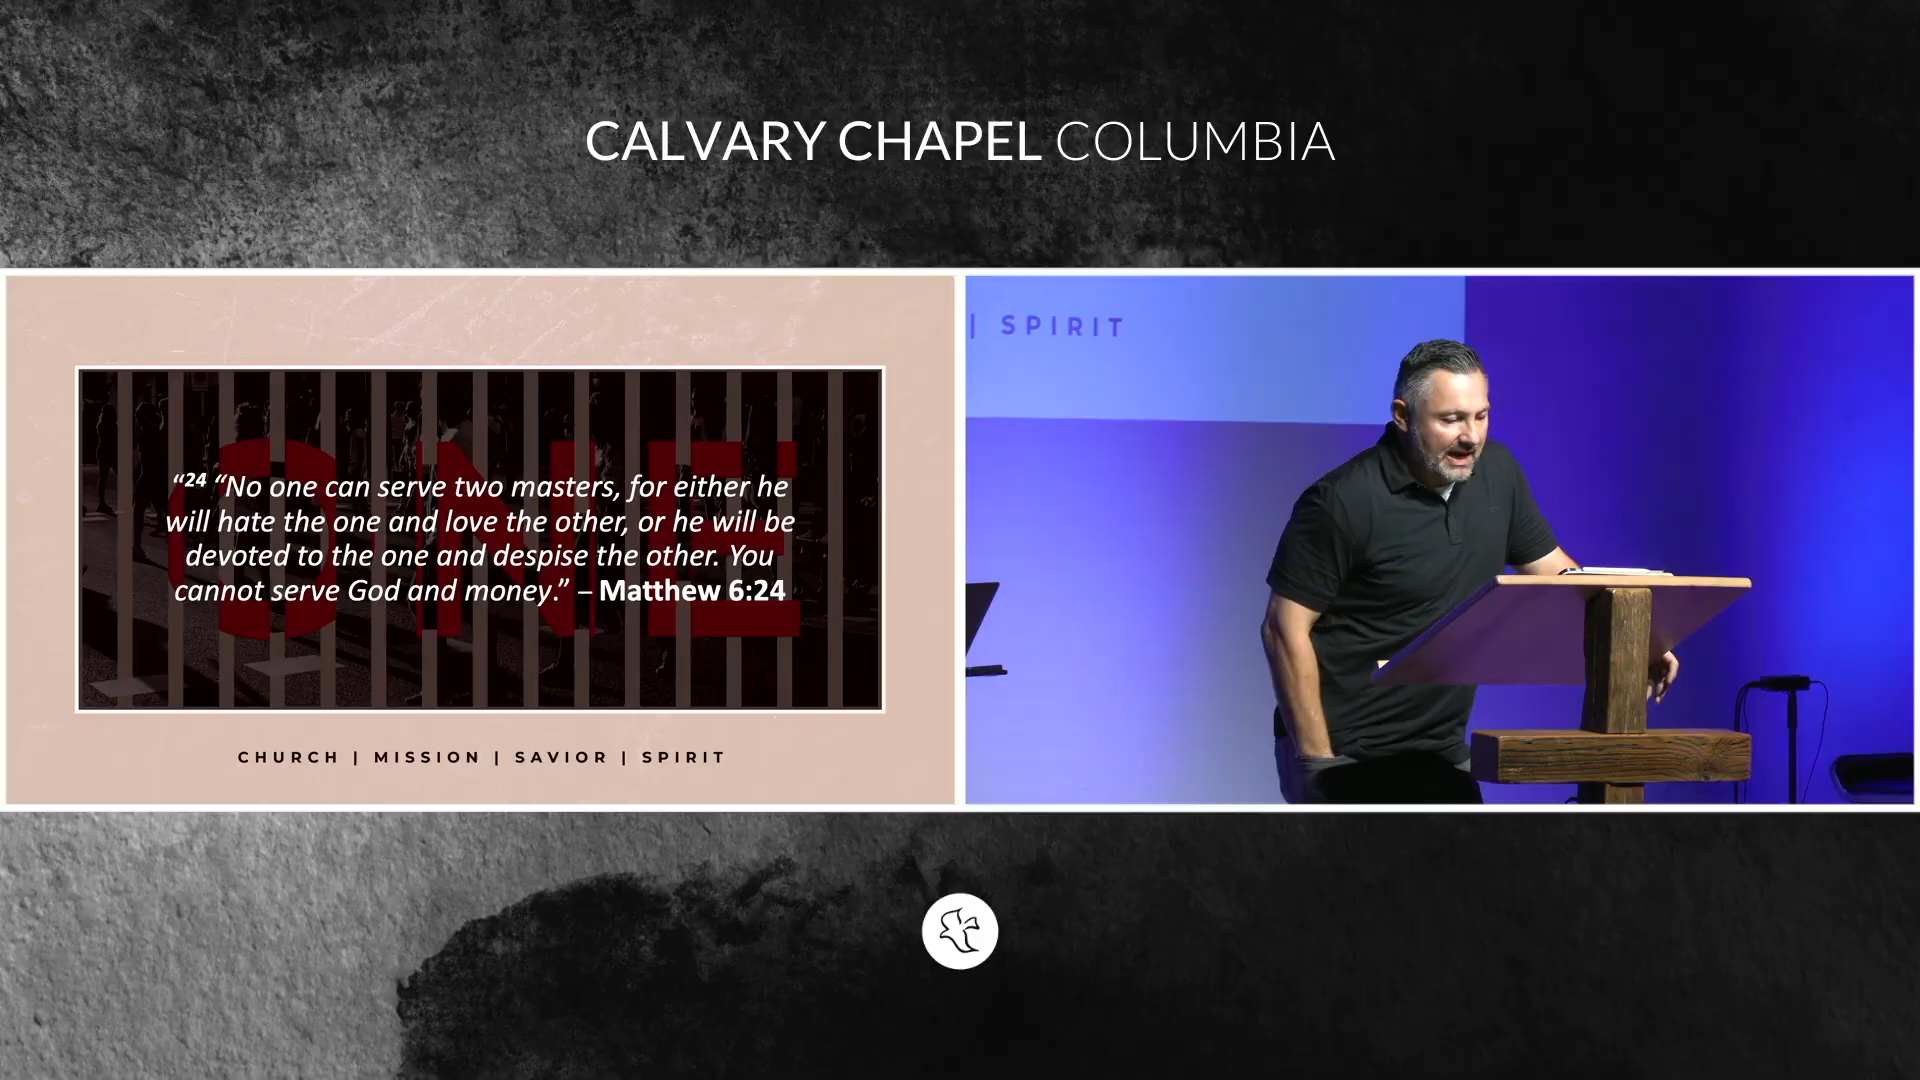 CALVARY CHAPEL COLUMBIA
ONE
“24 “No one can serve two masters, for either he
will hate the one and love the other, or he will be
devoted to the one and despise the other. You
cannot serve God and money.” – Matthew 6:24
CHURCH | MISSION | SAVIOR | SPIRIT
| SPIRIT